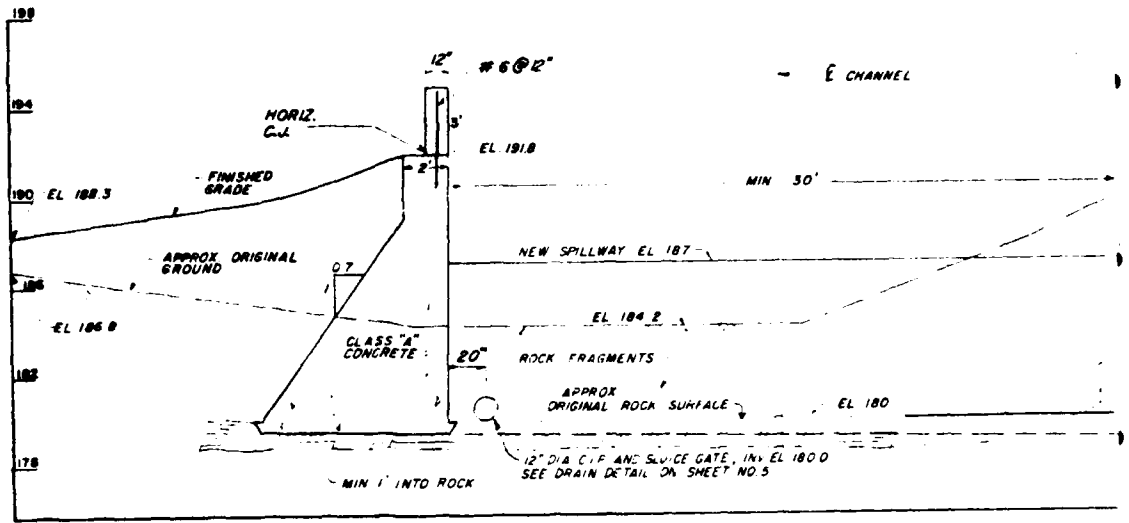 198
12"
# 6 @ 12"
℄ CHANNEL
194
HORIZ.
C.J.
3'
EL 191.8
2'
MIN 30'
190
EL 188.3
FINISHED
GRADE
APPROX ORIGINAL
GROUND
NEW SPILLWAY EL 187
0.7
1
186
EL 186.8
EL 184.2
CLASS "A"
CONCRETE
20"
ROCK FRAGMENTS
182
APPROX
ORIGINAL ROCK SURFACE
EL 180
12" DIA C.I.P. AND SLUICE GATE, INV EL 180.0
SEE DRAIN DETAIL ON SHEET NO. 5
178
MIN 1' INTO ROCK